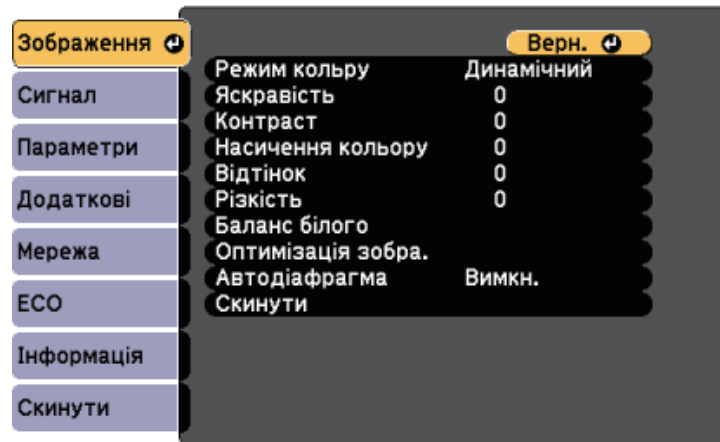 Зображення
Сигнал
Параметри
Додаткові
Мережа
ECO
Інформація
Скинути
Верн.
Режим кольру Динамічний
Яскравість 0
Контраст 0
Насичення кольору 0
Відтінок 0
Різкість 0
Баланс білого
Оптимізація зобра.
Автодіафрагма Вимкн.
Скинути